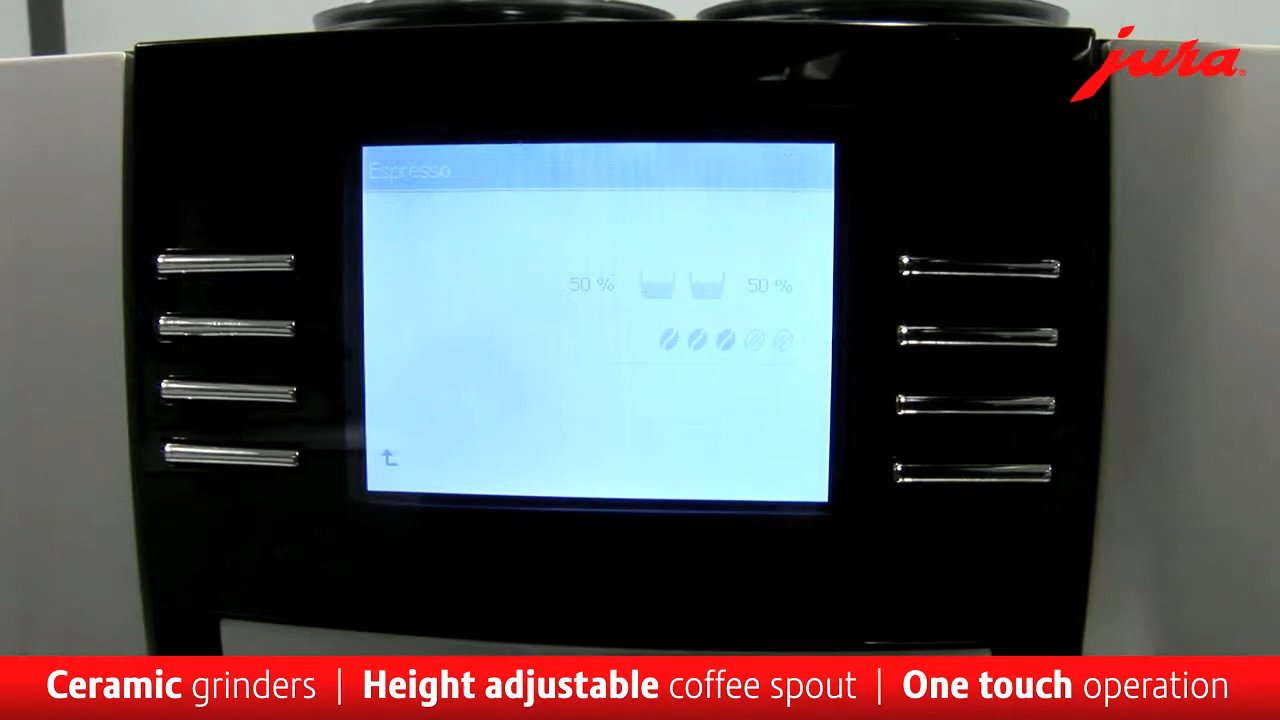 jura
Espresso
50 % 50 %
Ceramic grinders | Height adjustable coffee spout | One touch operation